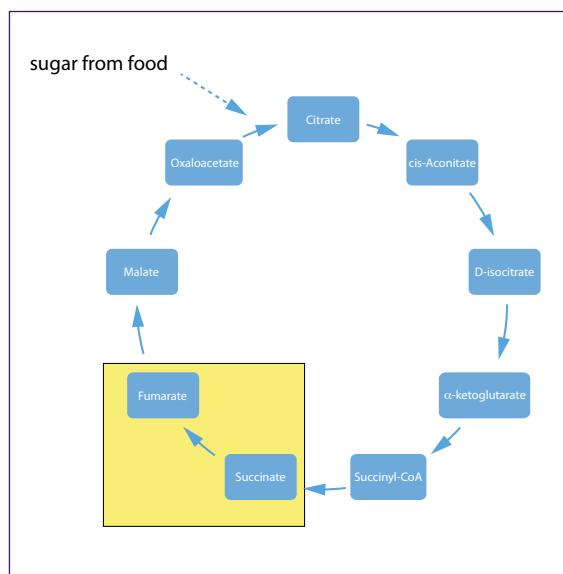 sugar from food
Citrate
Oxaloacetate
cis-Aconitate
Malate
D-isocitrate
Fumarate
α-ketoglutarate
Succinate
Succinyl-CoA